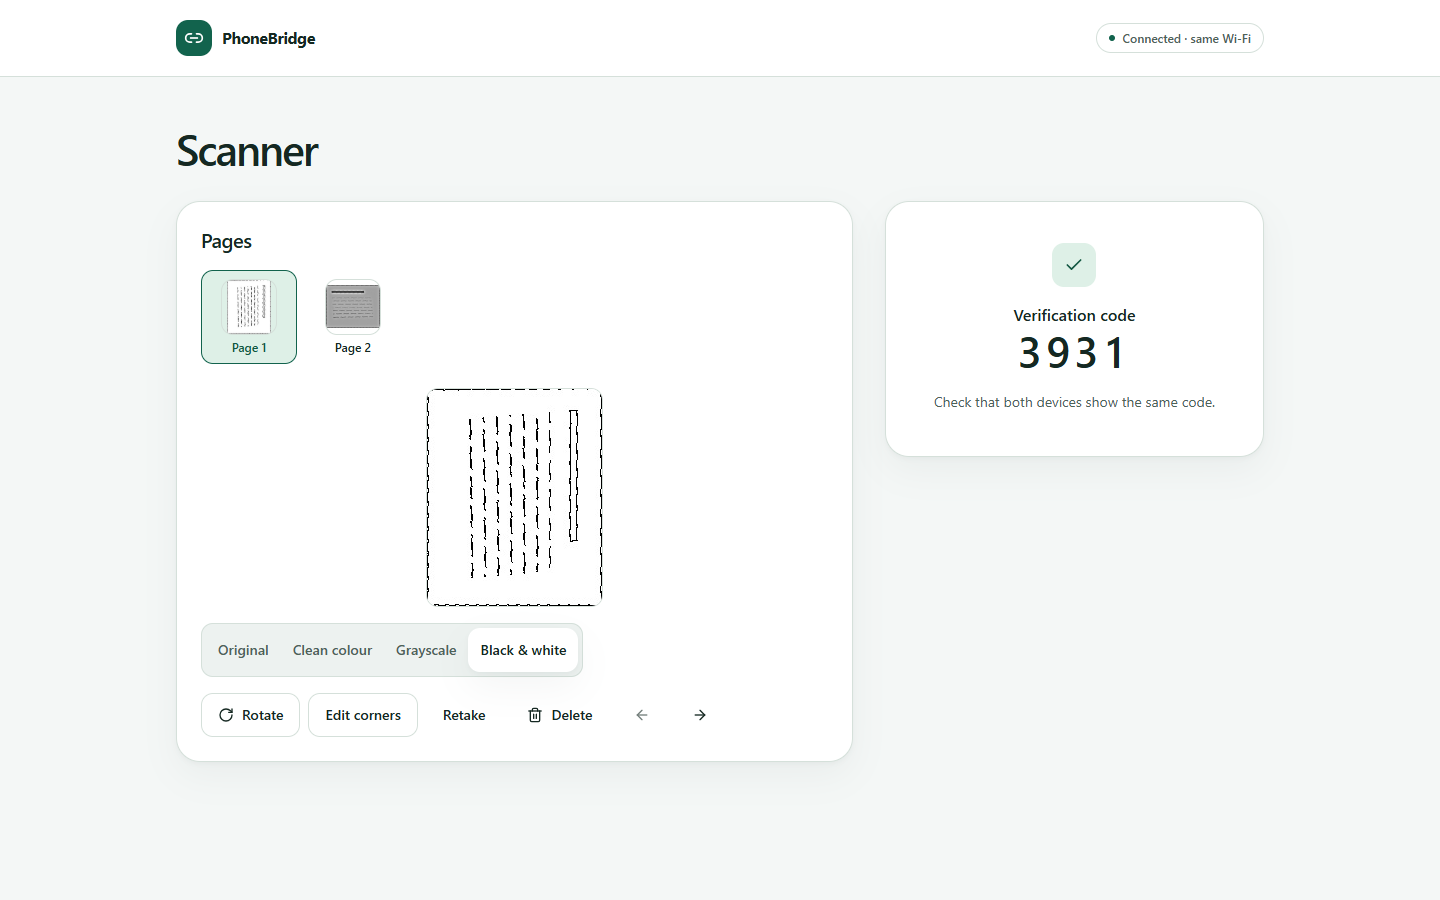 PhoneBridge
Connected · same Wi-Fi
Scanner
Pages
Page 1
Page 2
Original
Clean colour
Grayscale
Black & white
Rotate
Edit corners
Retake
Delete
Verification code
3931
Check that both devices show the same code.